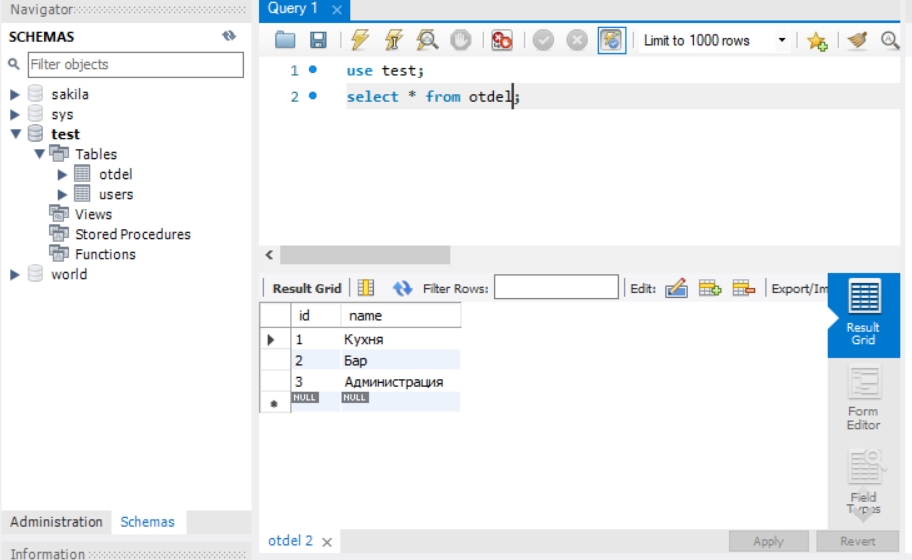 Navigator
SCHEMAS
Filter objects
sakila
sys
test
Tables
otdel
users
Views
Stored Procedures
Functions
world
Administration Schemas
Information
Query 1
Limit to 1000 rows
1 use test;
2 select * from otdel;
Result Grid Filter Rows: Edit: Export/Im
id name
1 Кухня
2 Бар
3 Администрация
NULL NULL
Result
Grid
Form
Editor
Field
Types
otdel 2
Apply Revert